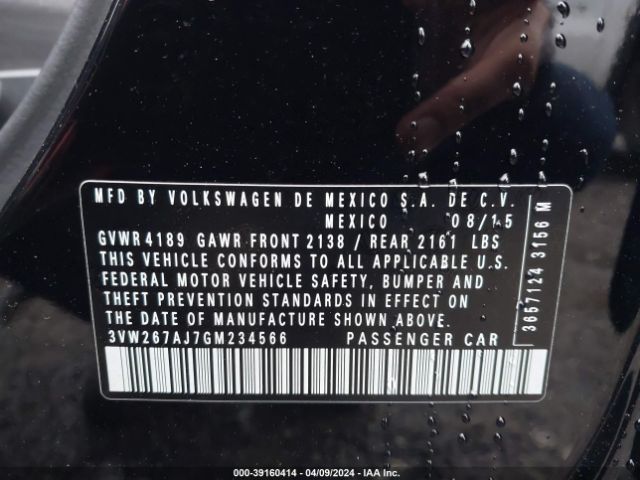 MFD BY VOLKSWAGEN DE MEXICO S.A. DE C.V.
MEXICO 08/15
GVWR 4189 GAWR FRONT 2138 / REAR 2161 LBS
THIS VEHICLE CONFORMS TO ALL APPLICABLE U.S.
FEDERAL MOTOR VEHICLE SAFETY, BUMPER AND
THEFT PREVENTION STANDARDS IN EFFECT ON
THE DATE OF MANUFACTURE SHOWN ABOVE.
3VW267AJ7GM234566 PASSENGER CAR
3657124 3156 M
000-39160414 - 04/09/2024 - IAA Inc.